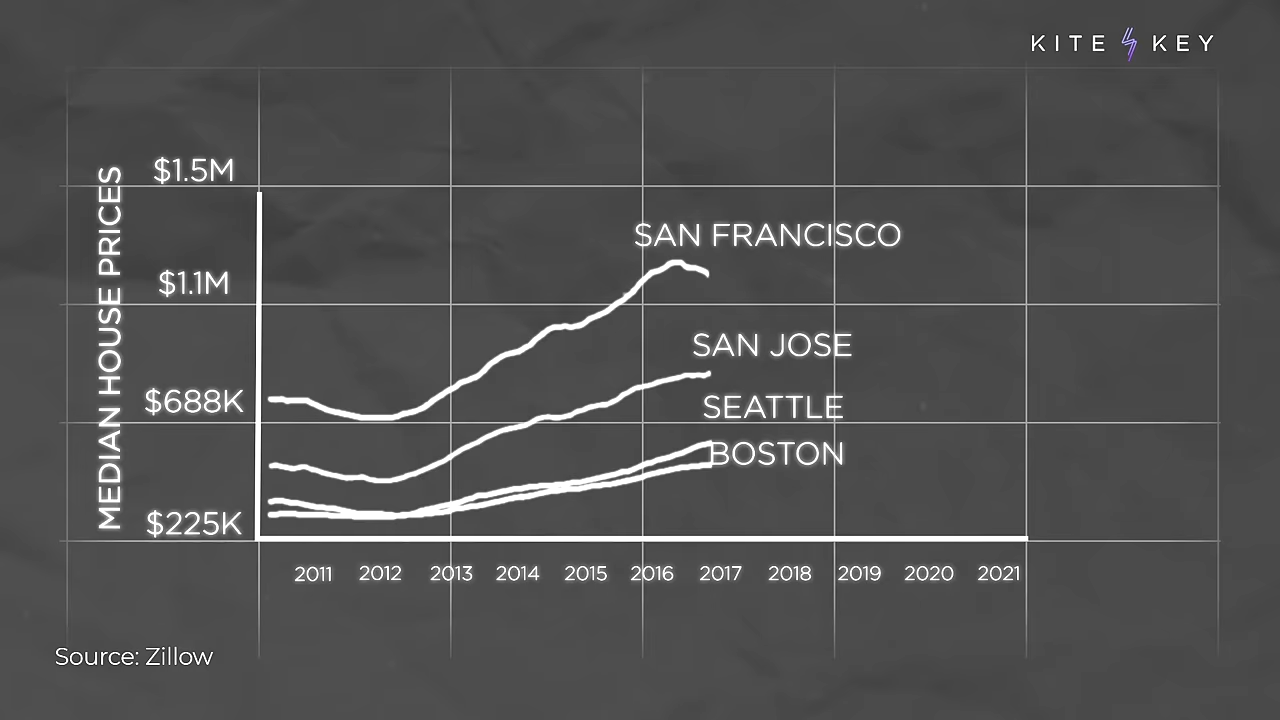 KITE KEY
MEDIAN HOUSE PRICES
$1.5M
$1.1M
$688K
$225K
SAN FRANCISCO
SAN JOSE
SEATTLE
BOSTON
2011 2012 2013 2014 2015 2016 2017 2018 2019 2020 2021
Source: Zillow